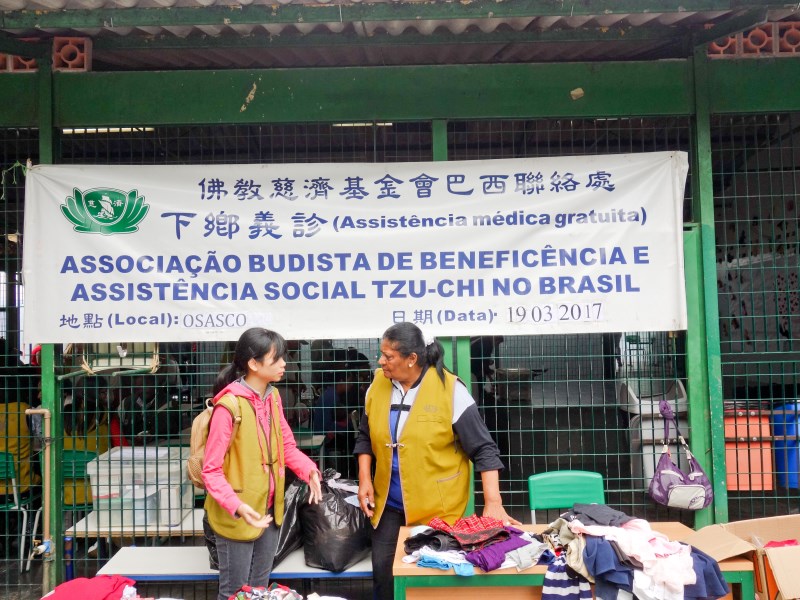 佛教慈濟基金會巴西聯絡處
慈 濟
下鄉義診 (Assistência médica gratuita)
ASSOCIAÇÃO BUDISTA DE BENEFICÊNCIA E
ASSISTÊNCIA SOCIAL TZU-CHI NO BRASIL
地點 (Local): OSASCO
日期 (Data): 19 03 2017